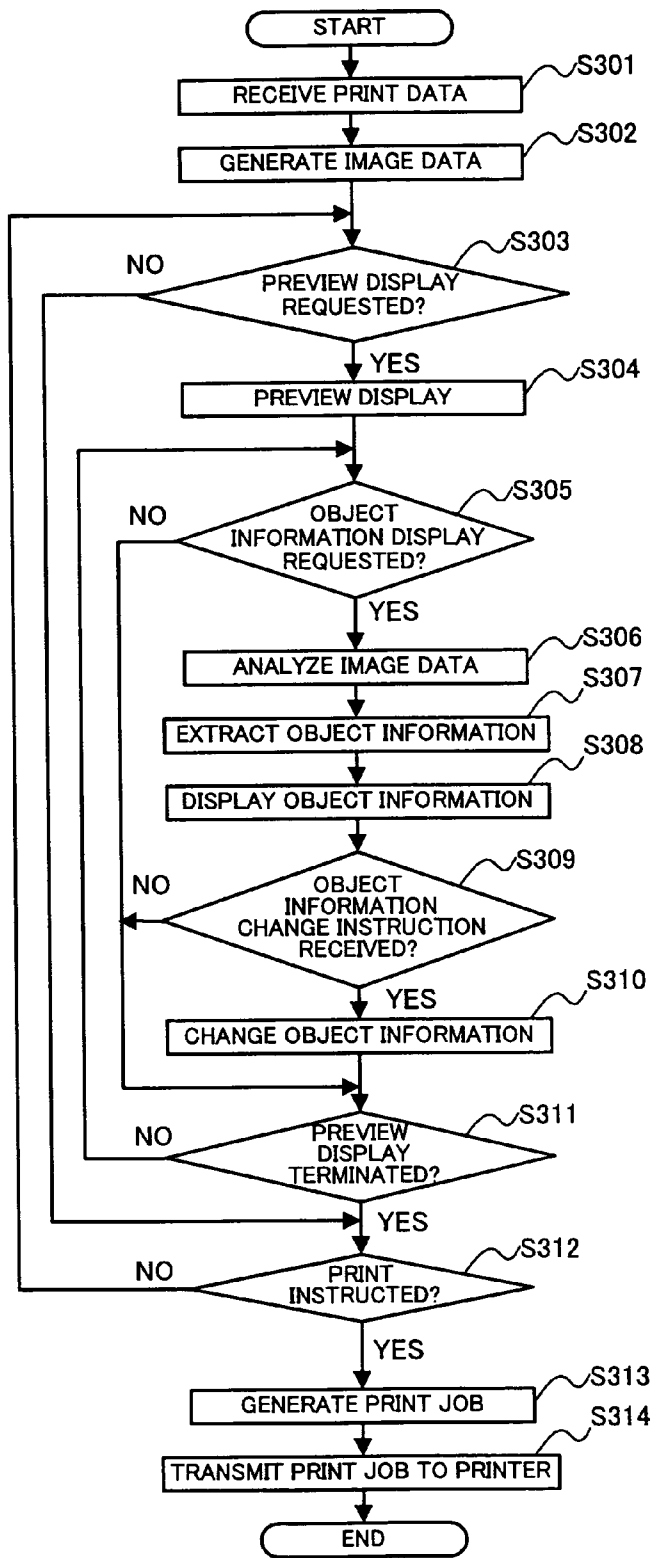 START
S301
RECEIVE PRINT DATA
S302
GENERATE IMAGE DATA
S303
NO
PREVIEW DISPLAY
REQUESTED?
YES
S304
PREVIEW DISPLAY
S305
NO
OBJECT
INFORMATION DISPLAY
REQUESTED?
YES
S306
ANALYZE IMAGE DATA
S307
EXTRACT OBJECT INFORMATION
S308
DISPLAY OBJECT INFORMATION
S309
NO
OBJECT
INFORMATION
CHANGE INSTRUCTION
RECEIVED?
YES
S310
CHANGE OBJECT INFORMATION
S311
NO
PREVIEW
DISPLAY
TERMINATED?
YES
S312
NO
PRINT
INSTRUCTED?
YES
S313
GENERATE PRINT JOB
S314
TRANSMIT PRINT JOB TO PRINTER
END